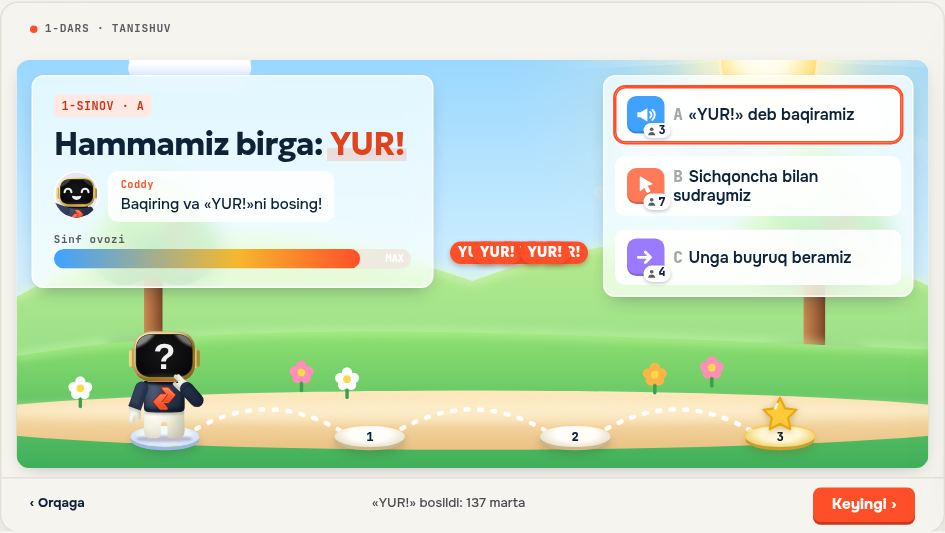 1-DARS · TANISHUV
1-SINOV · A
Hammamiz birga: YUR!
Coddy
Baqiring va «YUR!»ni bosing!
Sinf ovozi
MAX
YUR! YUR!
A «YUR!» deb baqiramiz
3
B Sichqoncha bilan
sudraymiz
7
C Unga buyruq beramiz
4
?
1
2
3
‹ Orqaga
«YUR!» bosildi: 137 marta
Keyingi ›